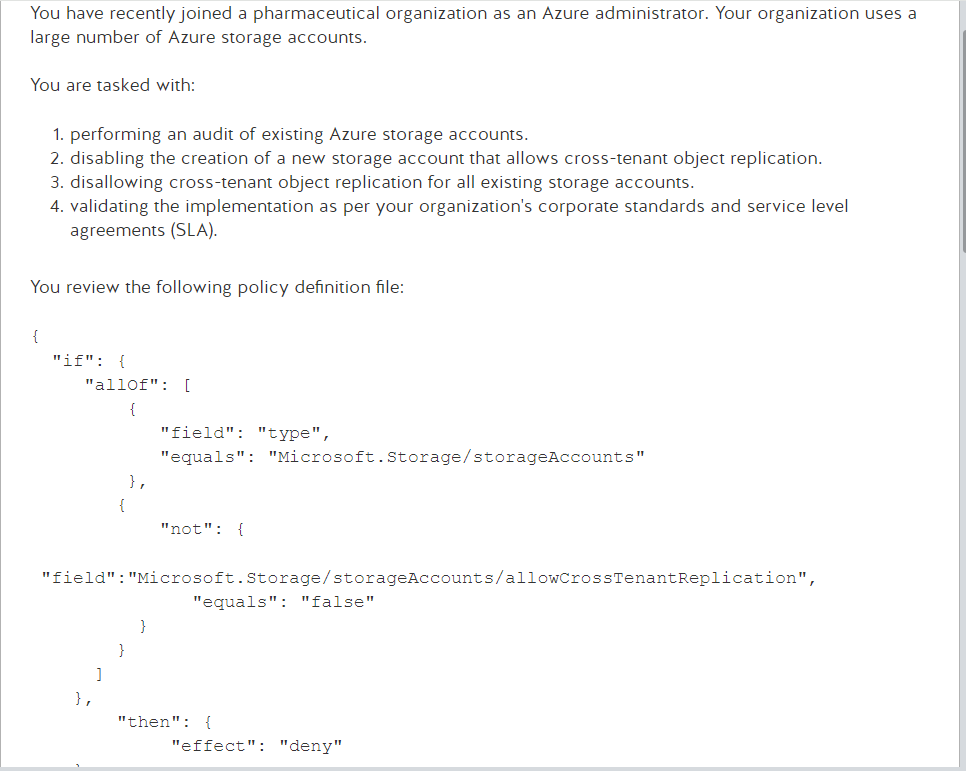 You have recently joined a pharmaceutical organization as an Azure administrator. Your organization uses a
large number of Azure storage accounts.
You are tasked with:
1. performing an audit of existing Azure storage accounts.
2. disabling the creation of a new storage account that allows cross-tenant object replication.
3. disallowing cross-tenant object replication for all existing storage accounts.
4. validating the implementation as per your organization's corporate standards and service level
agreements (SLA).
You review the following policy definition file:
{
"if": {
"allOf": [
{
"field": "type",
"equals": "Microsoft.Storage/storageAccounts"
},
{
"not": {
"field":"Microsoft.Storage/storageAccounts/allowCrossTenantReplication",
"equals": "false"
}
}
]
},
"then": {
"effect": "deny"